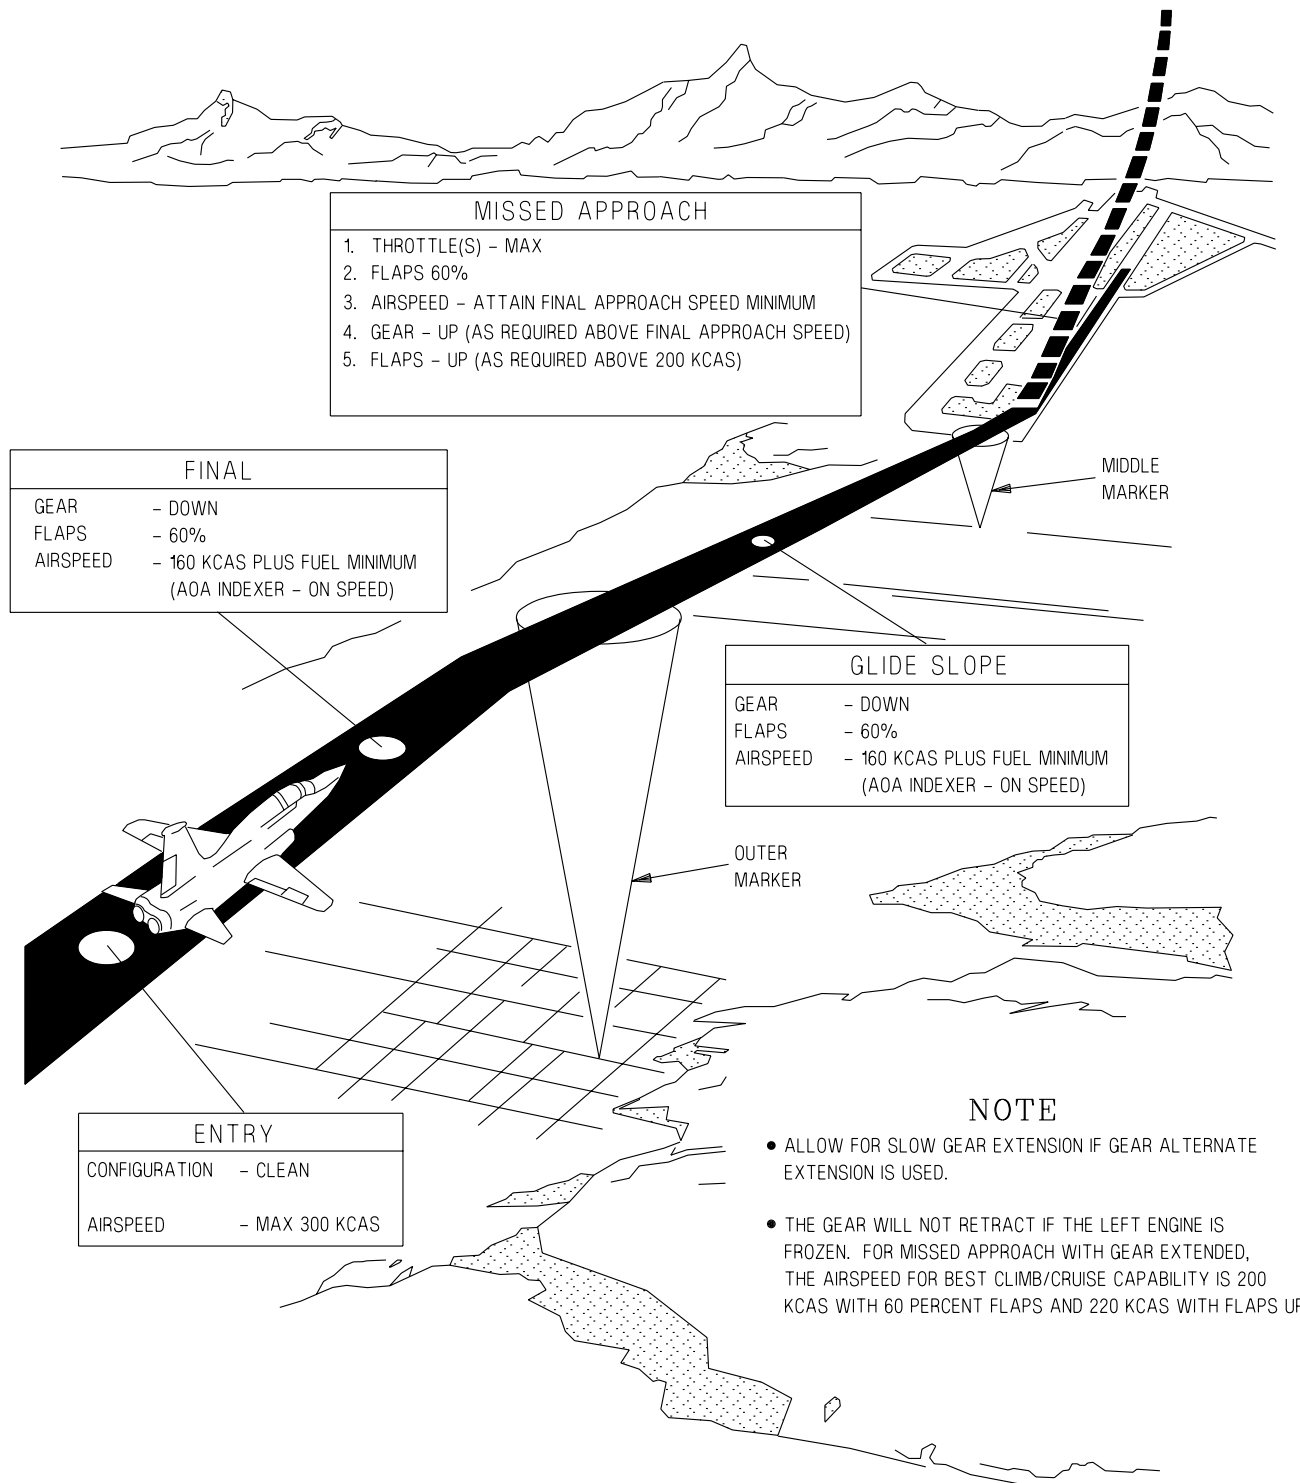 MISSED APPROACH
1. THROTTLE(S) – MAX
2. FLAPS 60%
3. AIRSPEED – ATTAIN FINAL APPROACH SPEED MINIMUM
4. GEAR – UP (AS REQUIRED ABOVE FINAL APPROACH SPEED)
5. FLAPS – UP (AS REQUIRED ABOVE 200 KCAS)
FINAL
GEAR – DOWN
FLAPS – 60%
AIRSPEED – 160 KCAS PLUS FUEL MINIMUM
(AOA INDEXER – ON SPEED)
MIDDLE
MARKER
GLIDE SLOPE
GEAR – DOWN
FLAPS – 60%
AIRSPEED – 160 KCAS PLUS FUEL MINIMUM
(AOA INDEXER – ON SPEED)
OUTER
MARKER
ENTRY
CONFIGURATION – CLEAN
AIRSPEED – MAX 300 KCAS
NOTE
• ALLOW FOR SLOW GEAR EXTENSION IF GEAR ALTERNATE
EXTENSION IS USED.
• THE GEAR WILL NOT RETRACT IF THE LEFT ENGINE IS
FROZEN. FOR MISSED APPROACH WITH GEAR EXTENDED,
THE AIRSPEED FOR BEST CLIMB/CRUISE CAPABILITY IS 200
KCAS WITH 60 PERCENT FLAPS AND 220 KCAS WITH FLAPS UP